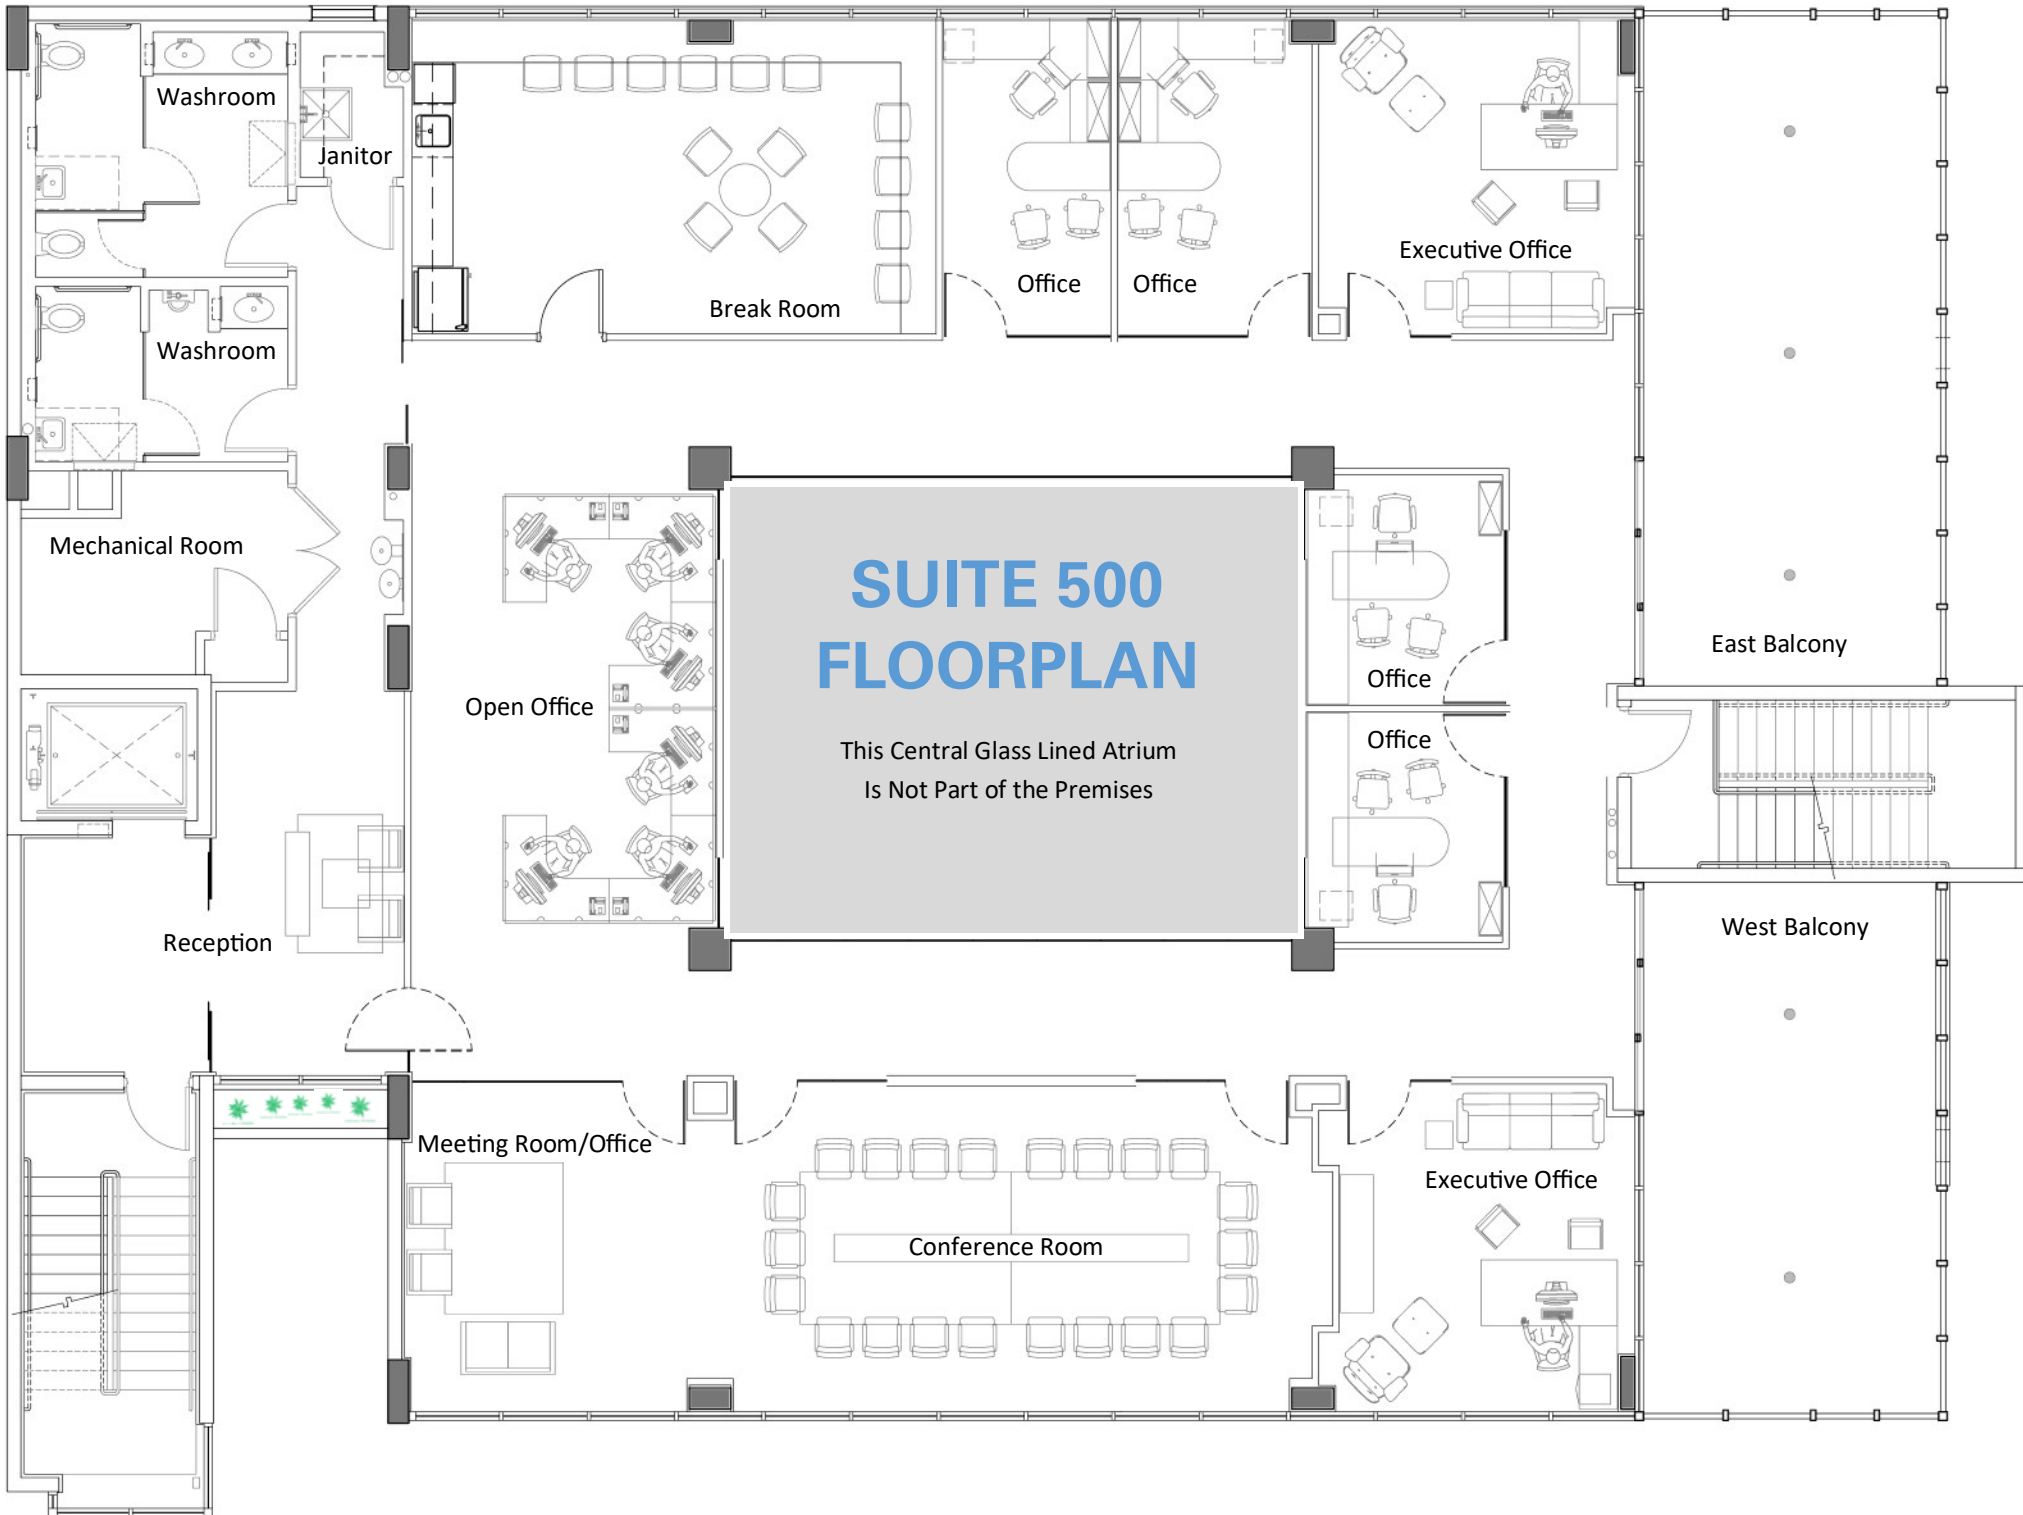 Washroom
Janitor
Executive Office
Office
Office
Break Room
Washroom
Mechanical Room
SUITE 500
FLOORPLAN
This Central Glass Lined Atrium
Is Not Part of the Premises
East Balcony
Office
Open Office
Office
West Balcony
Reception
Meeting Room/Office
Executive Office
Conference Room